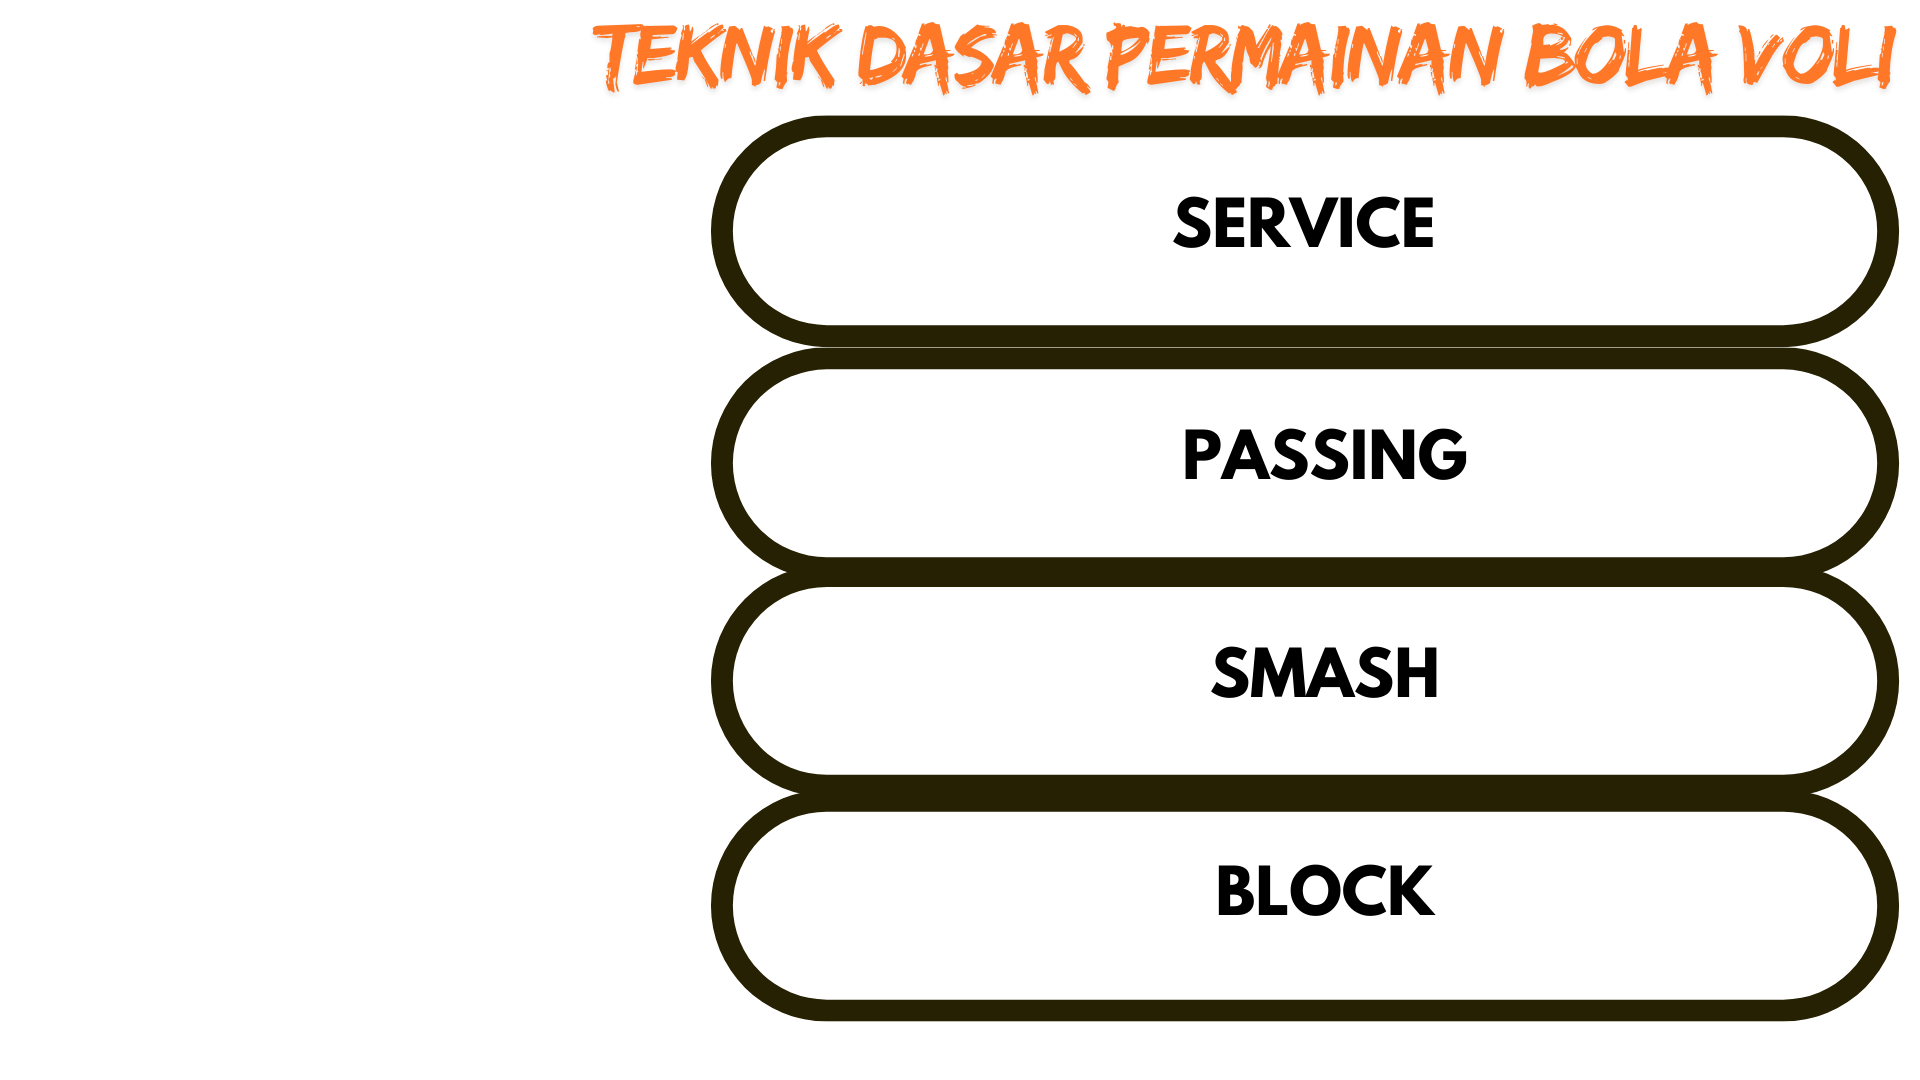 TEKNIK DASAR PERMAINAN BOLA VOLI
SERVICE
PASSING
SMASH
BLOCK